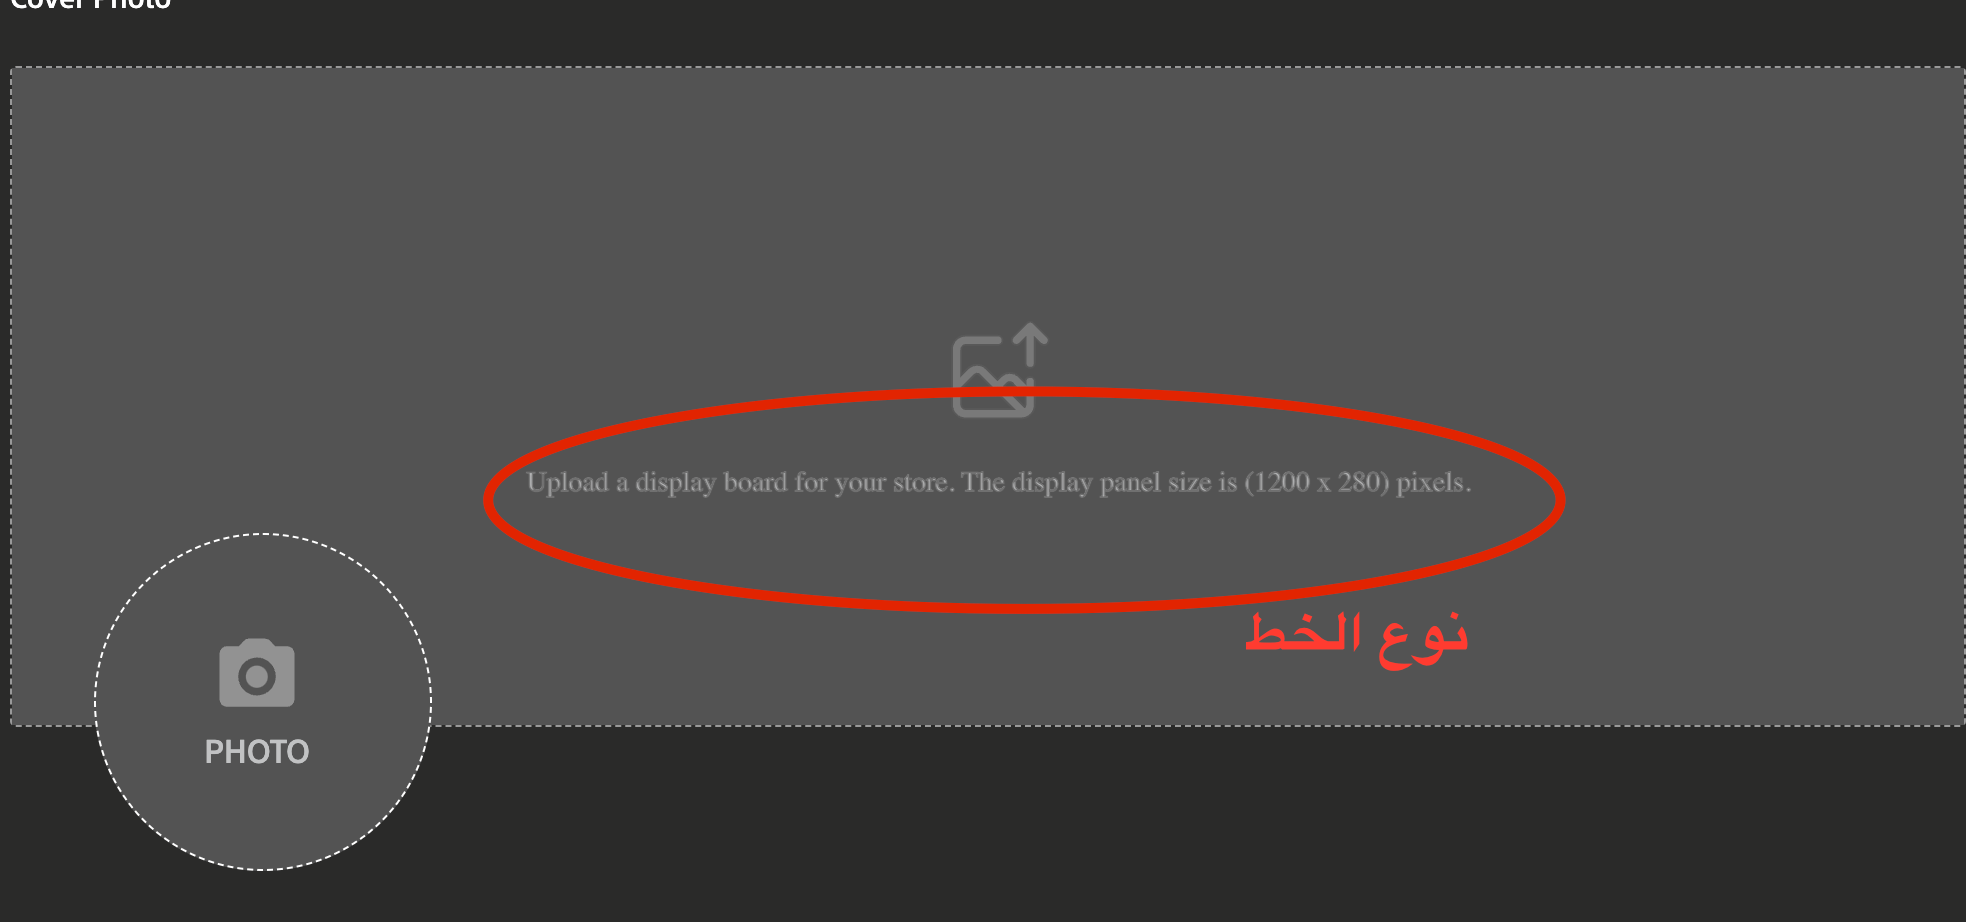 Cover Photo
Upload a display board for your store. The display panel size is (1200 x 280) pixels.
نوع الخط
PHOTO